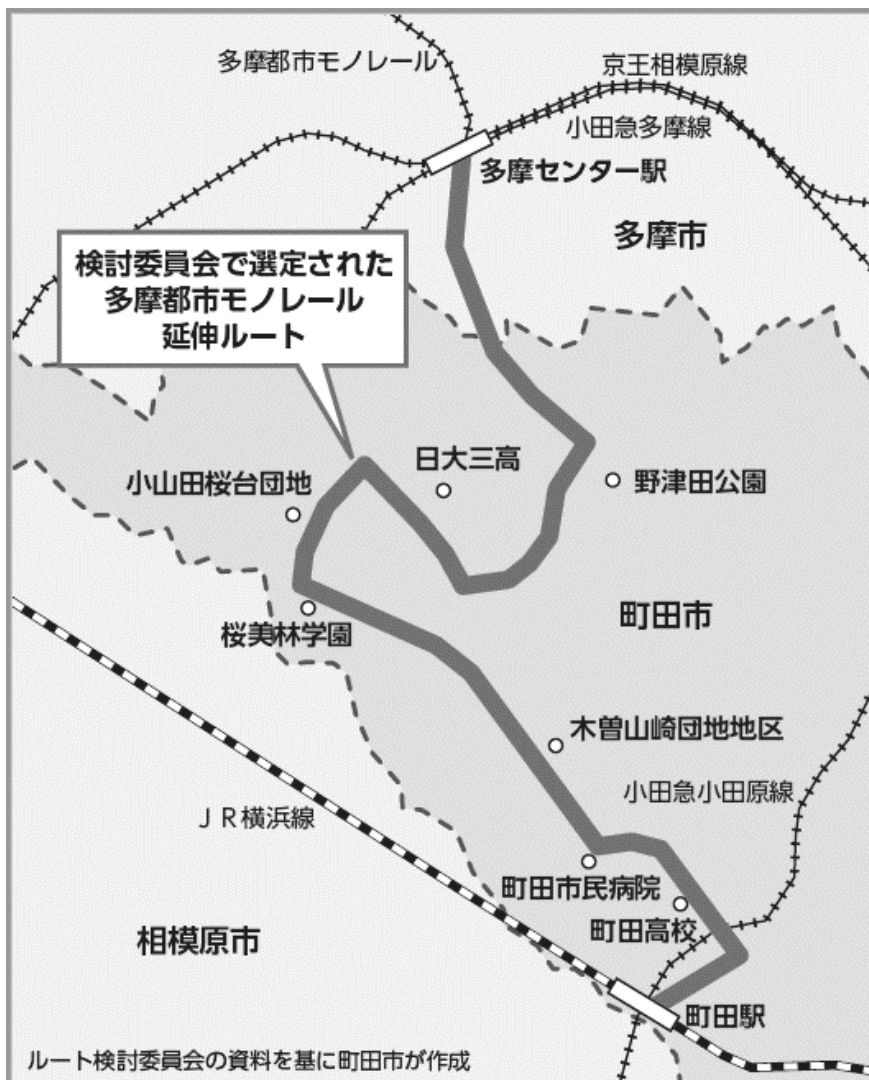 多摩都市モノレール
京王相模原線
小田急多摩線
多摩センター駅
多摩市
検討委員会で選定された
多摩都市モノレール
延伸ルート
日大三高
小山田桜台団地
野津田公園
町田市
桜美林学園
木曽山崎団地地区
小田急小田原線
ＪＲ横浜線
町田市民病院
町田高校
相模原市
町田駅
ルート検討委員会の資料を基に町田市が作成